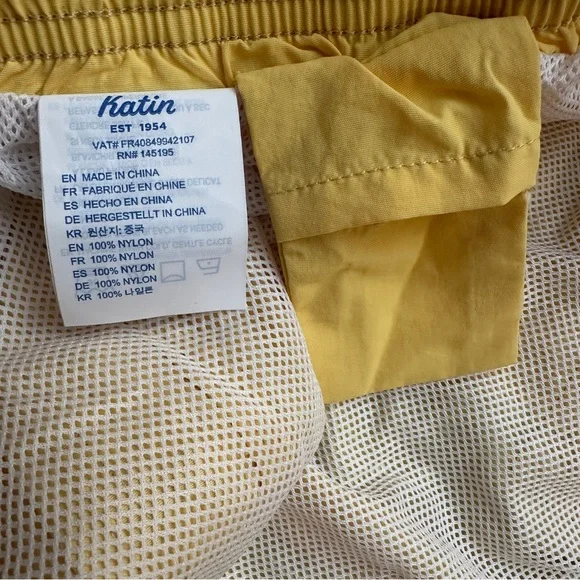 Katin
EST 1954
VAT# FR40849942107
RN# 145195
EN MADE IN CHINA
FR FABRIQUÉ EN CHINE
ES HECHO EN CHINA
DE HERGESTELLT IN CHINA
KR 원산지: 중국
EN 100% NYLON
FR 100% NYLON
ES 100% NYLON
DE 100% NYLON
KR 100% 나일론